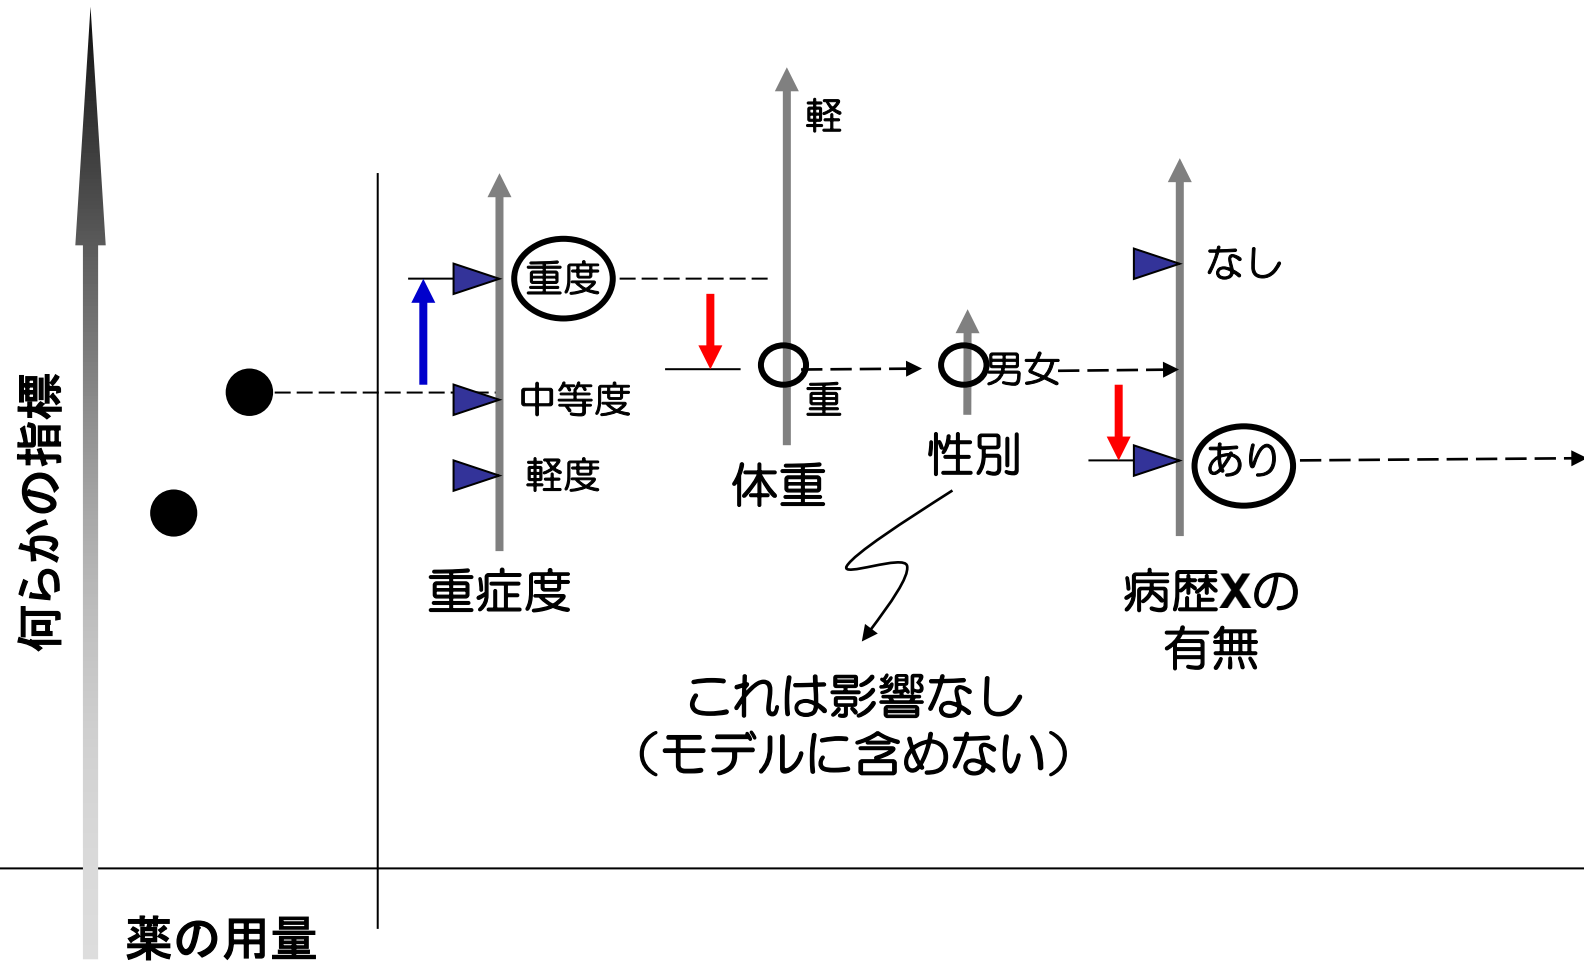 何らかの指標
薬の用量
重度
中等度
軽度
重症度
軽
重
体重
男女
性別
これは影響なし
（モデルに含めない）
なし
あり
病歴Xの
有無